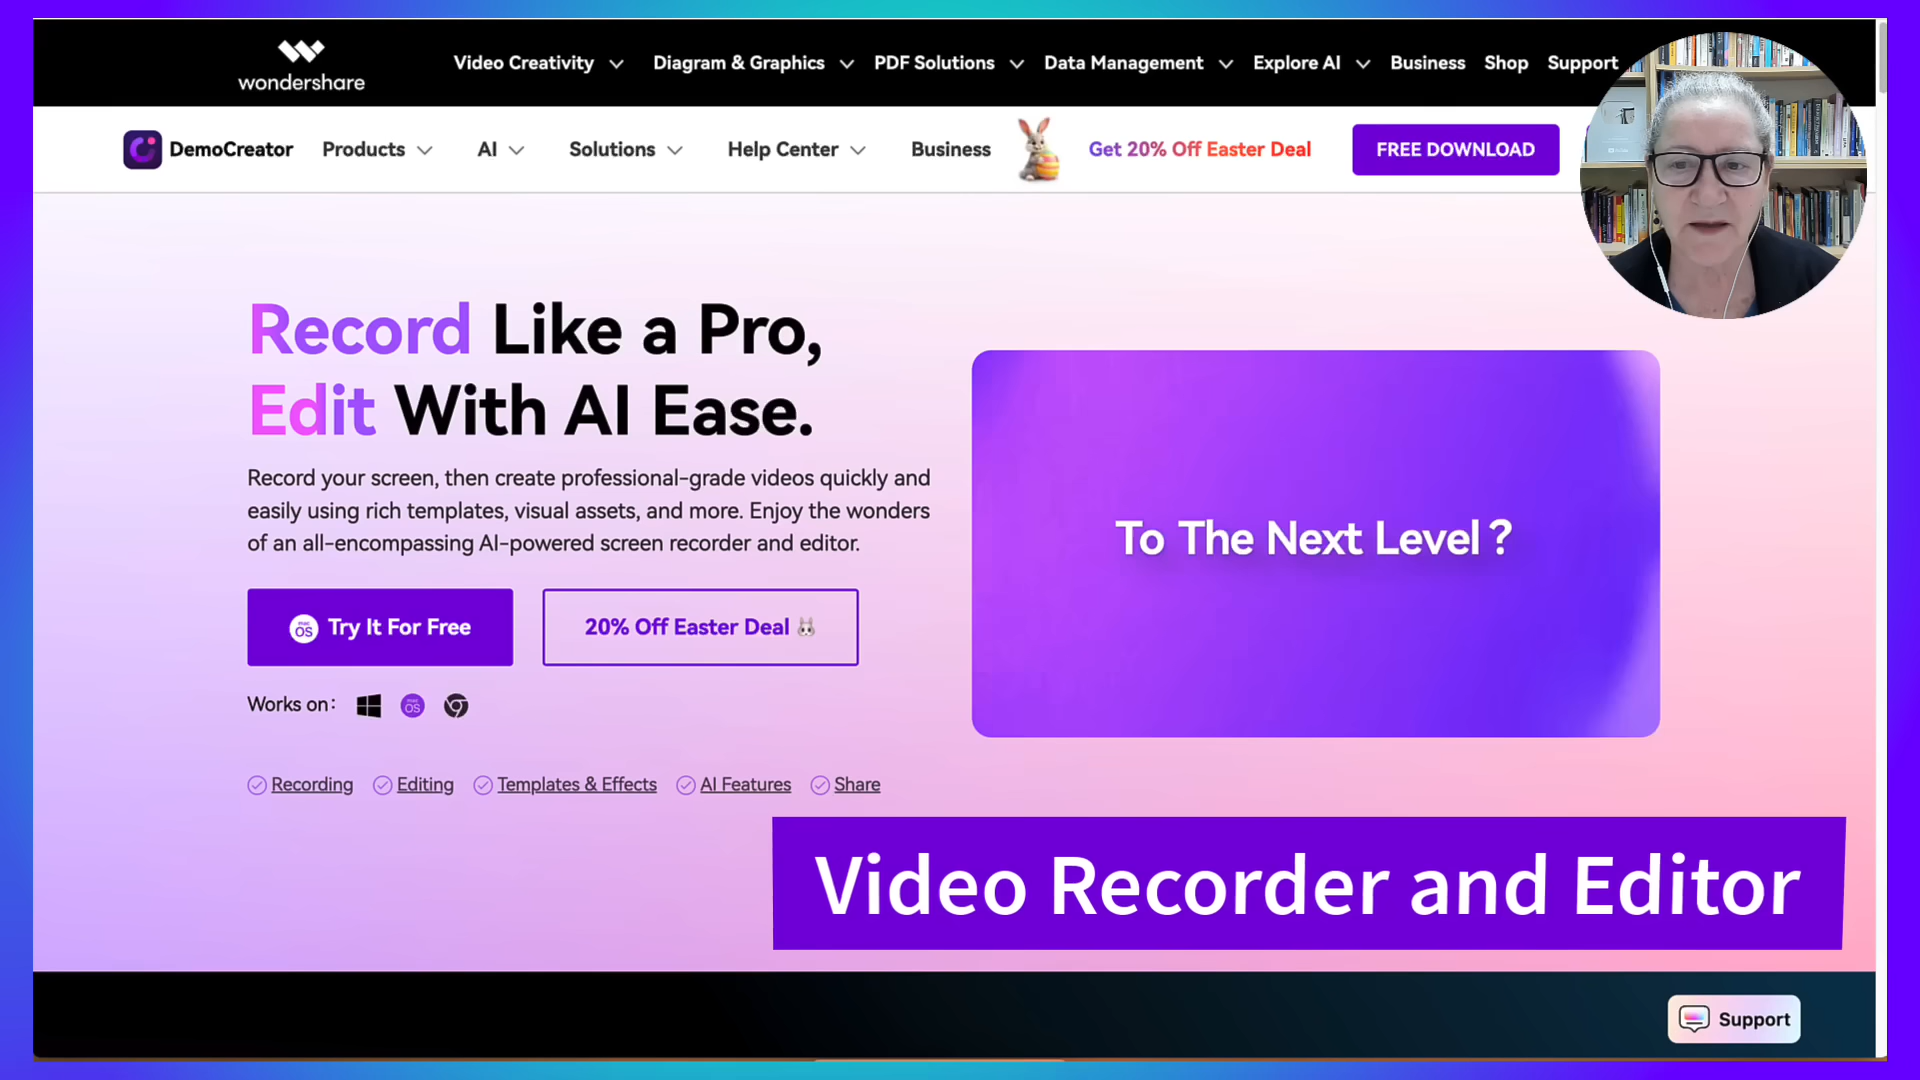 wondershare
Video Creativity
Diagram & Graphics
PDF Solutions
Data Management
Explore AI
Business
Shop
Support
DemoCreator
Products
AI
Solutions
Help Center
Business
Get 20% Off Easter Deal
FREE DOWNLOAD
Record Like a Pro,
Edit With AI Ease.
Record your screen, then create professional-grade videos quickly and
easily using rich templates, visual assets, and more. Enjoy the wonders
of an all-encompassing AI-powered screen recorder and editor.
To The Next Level ?
mac
OS
Try It For Free
20% Off Easter Deal
Works on:
mac
OS
Recording
Editing
Templates & Effects
AI Features
Share
Video Recorder and Editor
Support